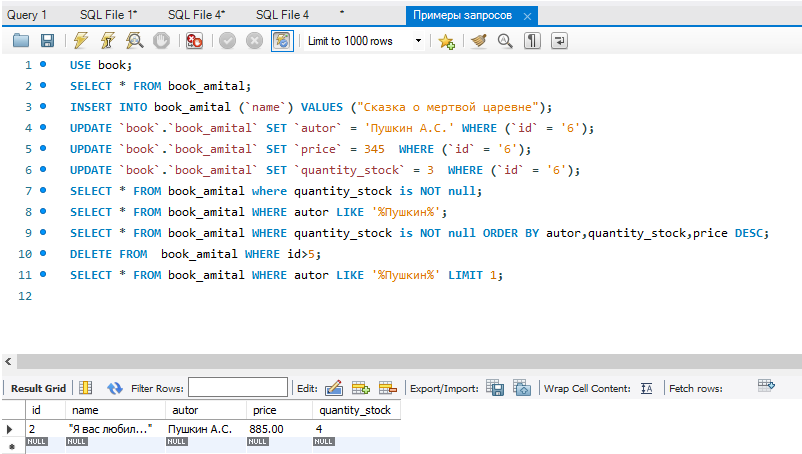 Query 1 SQL File 1* SQL File 4* SQL File 4 * Примеры запросов
Limit to 1000 rows
1 USE book;
2 SELECT * FROM book_amital;
3 INSERT INTO book_amital (`name`) VALUES ("Сказка о мертвой царевне");
4 UPDATE `book`.`book_amital` SET `autor` = 'Пушкин А.С.' WHERE (`id` = '6');
5 UPDATE `book`.`book_amital` SET `price` = 345 WHERE (`id` = '6');
6 UPDATE `book`.`book_amital` SET `quantity_stock` = 3 WHERE (`id` = '6');
7 SELECT * FROM book_amital where quantity_stock is NOT null;
8 SELECT * FROM book_amital WHERE autor LIKE '%Пушкин%';
9 SELECT * FROM book_amital WHERE quantity_stock is NOT null ORDER BY autor,quantity_stock,price DESC;
10 DELETE FROM book_amital WHERE id>5;
11 SELECT * FROM book_amital WHERE autor LIKE '%Пушкин%' LIMIT 1;
12
Result Grid Filter Rows: Edit: Export/Import: Wrap Cell Content: Fetch rows:
id name autor price quantity_stock
2 "Я вас любил..." Пушкин А.С. 885.00 4
NULL NULL NULL NULL NULL